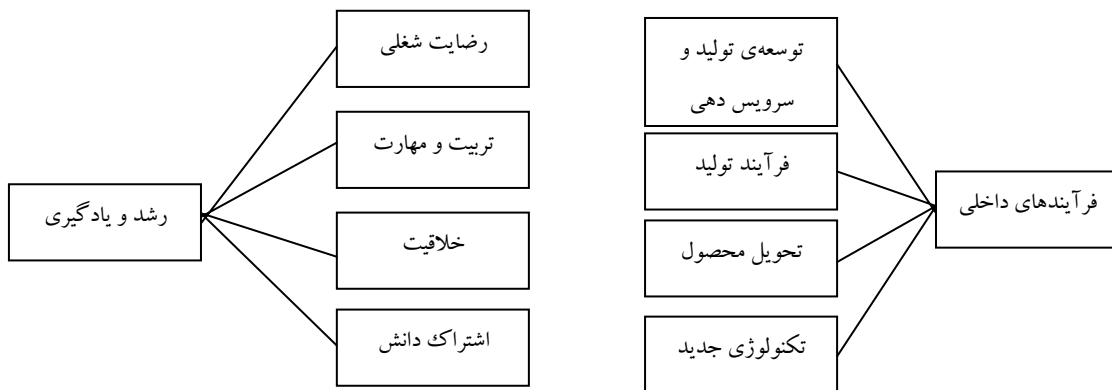 فرآیندهای داخلی
توسعه‌ی تولید و
سرویس دهی
فرآیند تولید
تحویل محصول
تکنولوژی جدید
رضایت شغلی
تربیت و مهارت
خلاقیت
اشتراک دانش
رشد و یادگیری